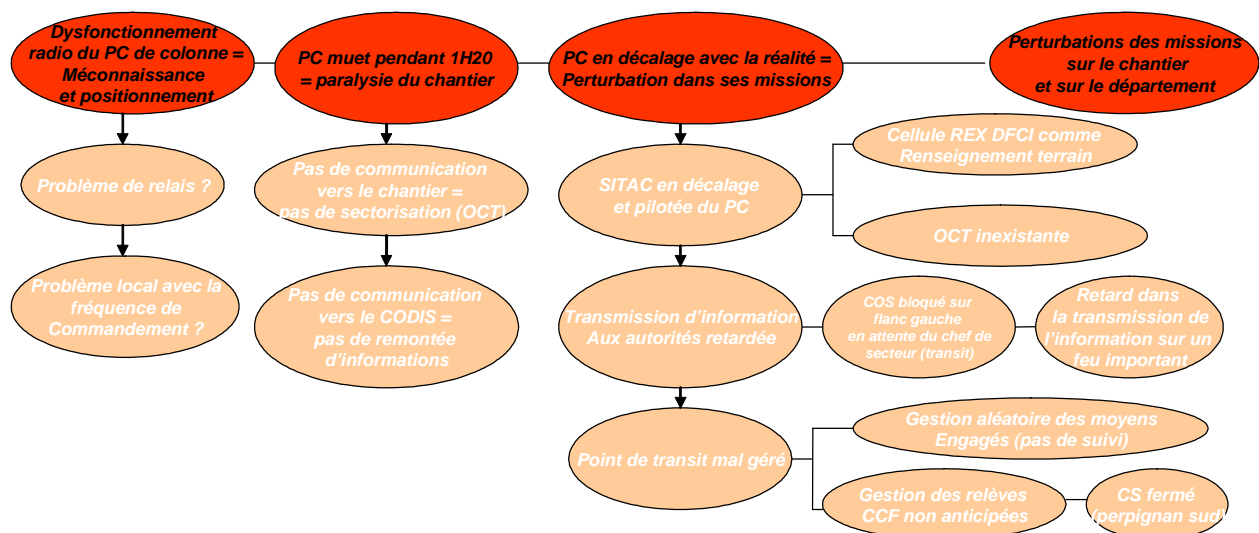 Dysfonctionnement
radio du PC de colonne =
Méconnaissance
et positionnement
PC muet pendant 1H20
= paralysie du chantier
PC en décalage avec la réalité =
Perturbation dans ses missions
Perturbations des missions
sur le chantier
et sur le département
Problème de relais ?
Problème local avec la
fréquence de
Commandement ?
Pas de communication
vers le chantier =
pas de sectorisation (OCT)
Pas de communication
vers le CODIS =
pas de remontée
d'informations
SITAC en décalage
et pilotée du PC
Cellule REX DFCI comme
Renseignement terrain
OCT inexistante
Transmission d'information
Aux autorités retardée
COS bloqué sur
flanc gauche
en attente du chef de
secteur (transit)
Retard dans
la transmission de
l'information sur un
feu important
Point de transit mal géré
Gestion aléatoire des moyens
Engagés (pas de suivi)
Gestion des relèves
CCF non anticipées
CS fermé
(perpignan sud)